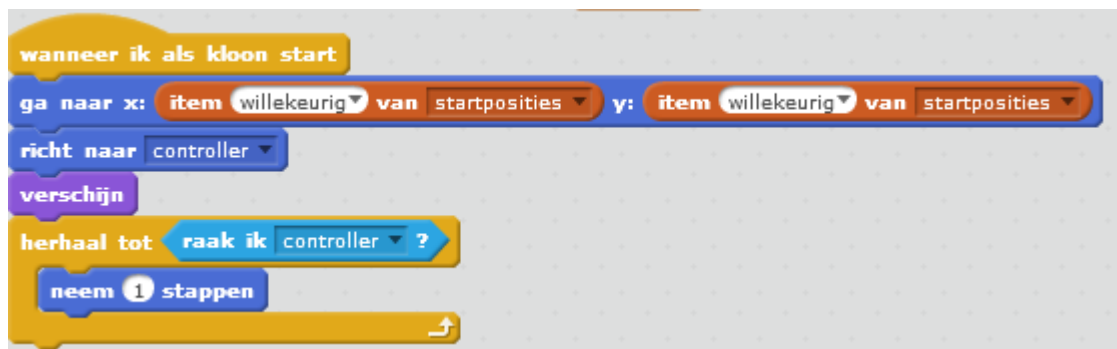 wanneer ik als kloon start
ga naar x: item willekeurig van startposities y: item willekeurig van startposities
richt naar controller
verschijn
herhaal tot raak ik controller ?
neem 1 stappen